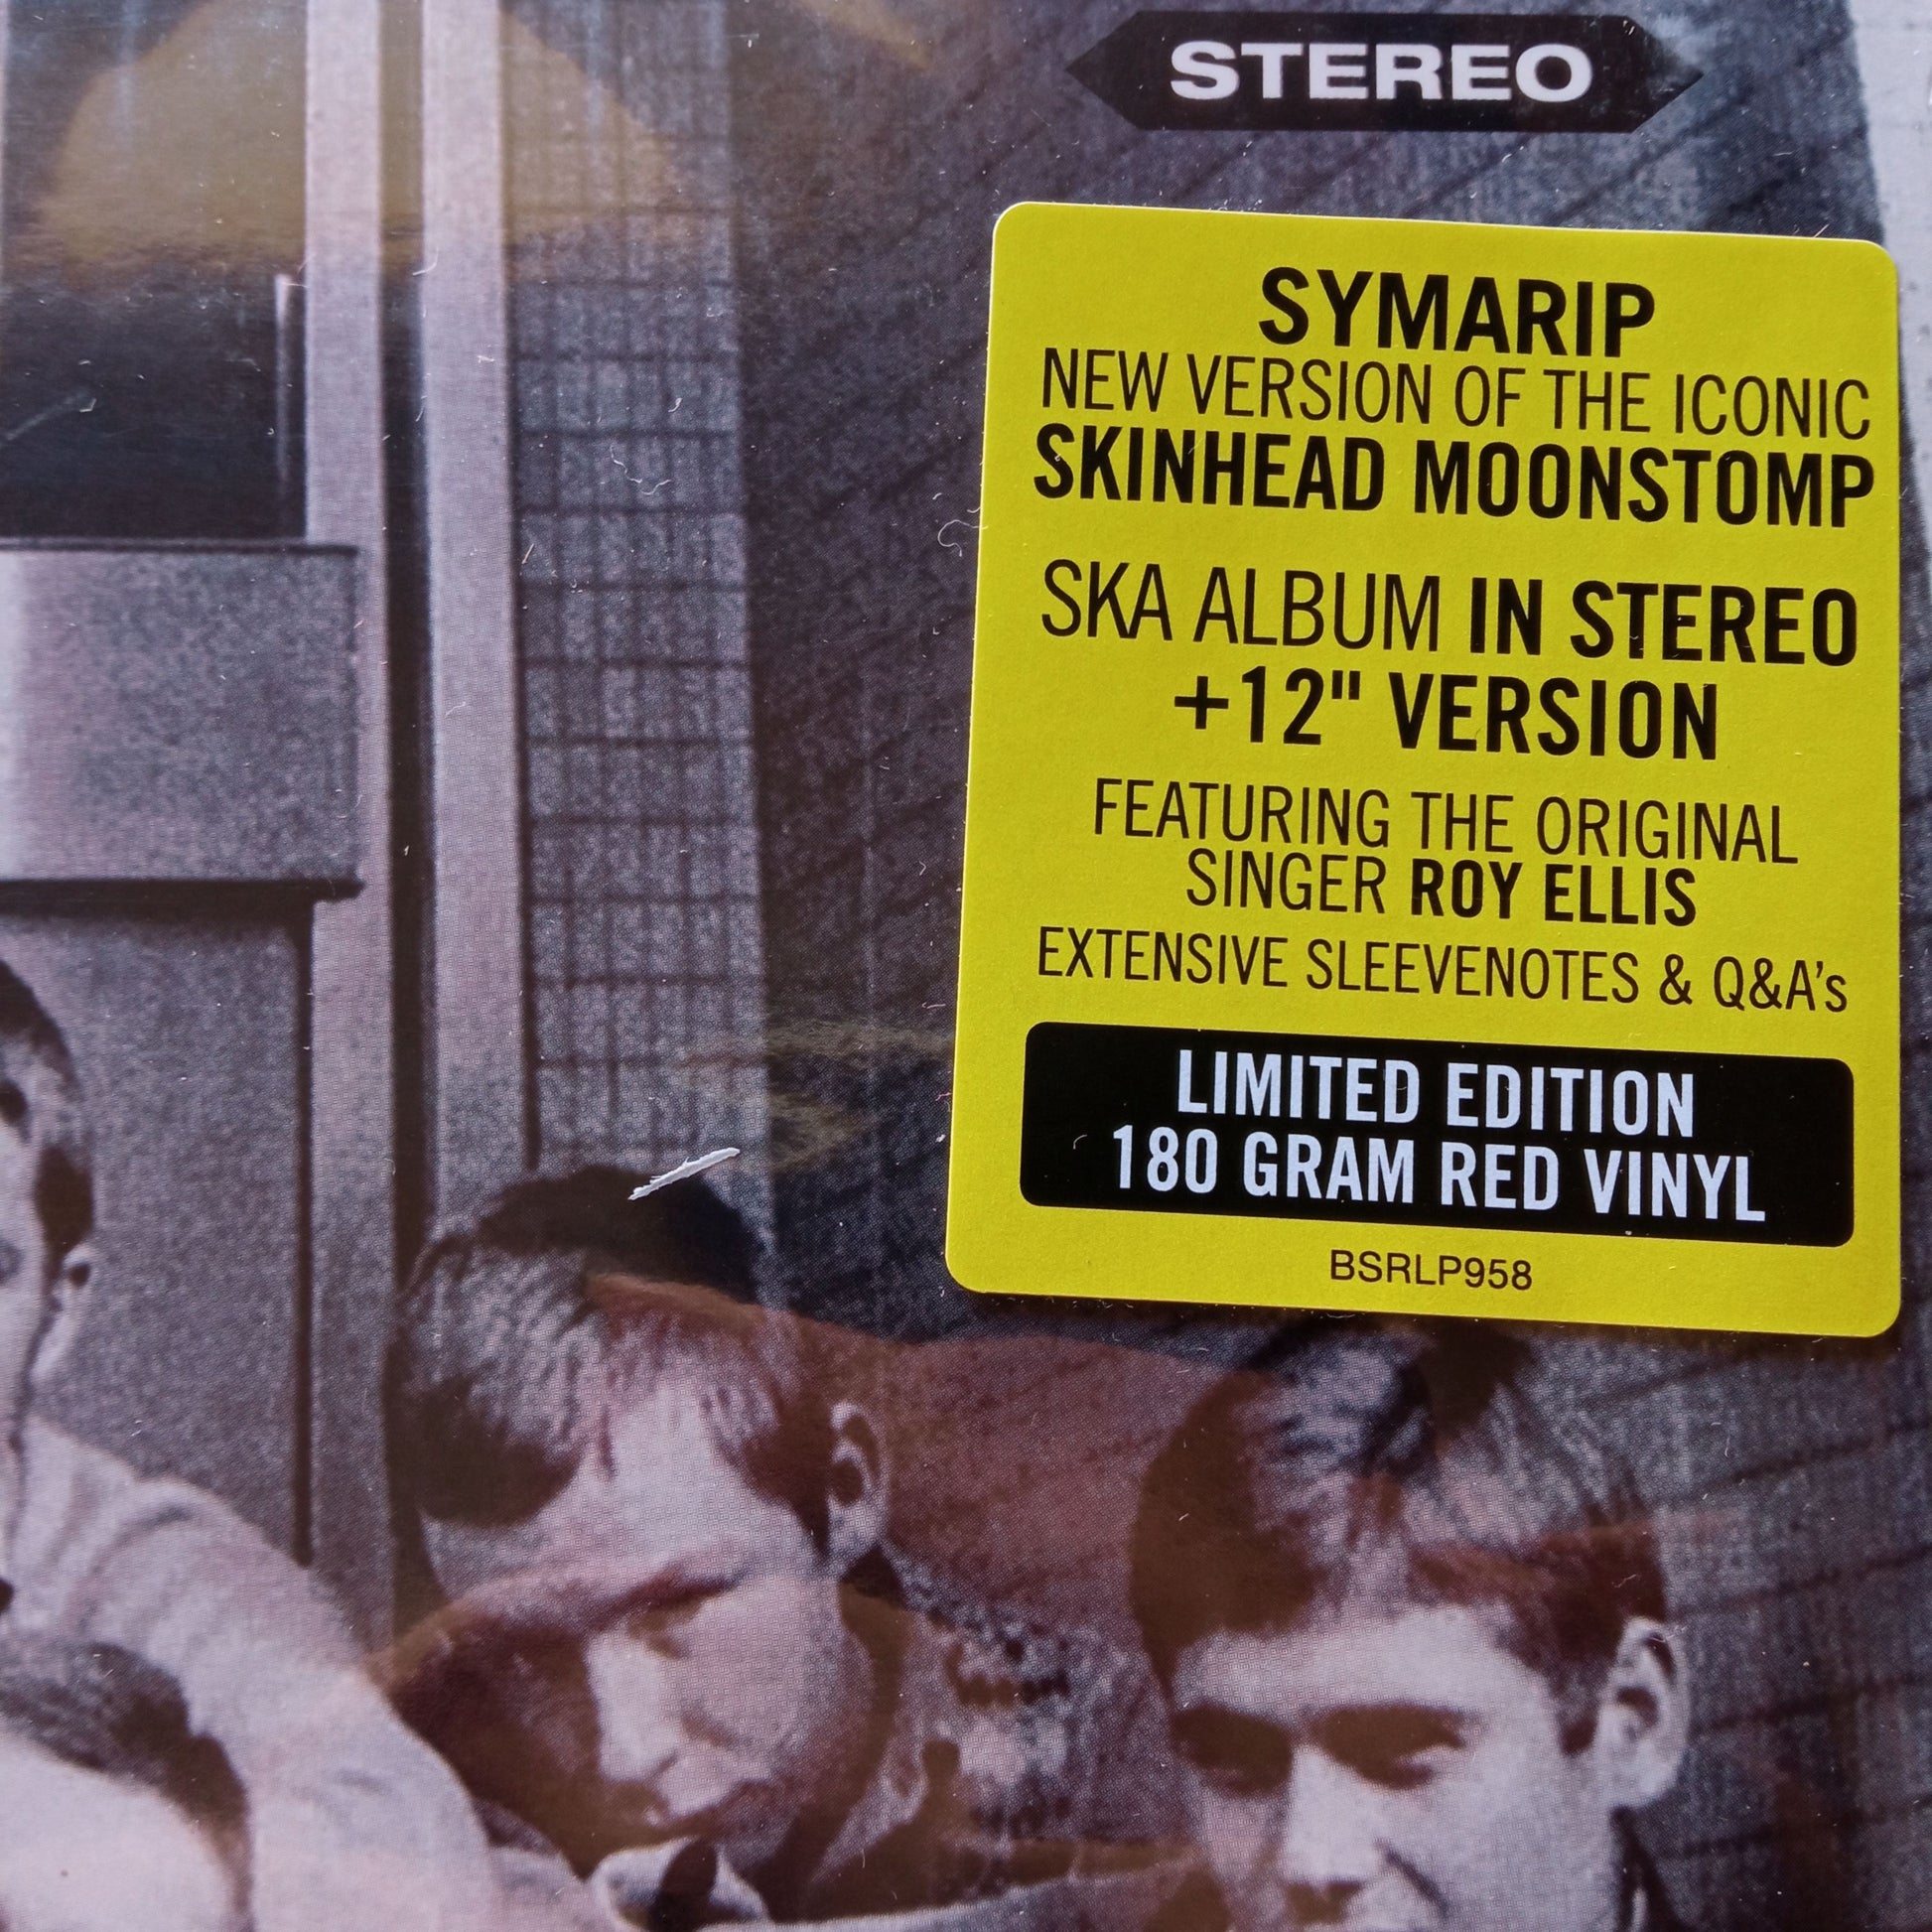 STEREO
SYMARIP
NEW VERSION OF THE ICONIC
SKINHEAD MOONSTOMP
SKA ALBUM IN STEREO
+12" VERSION
FEATURING THE ORIGINAL
SINGER ROY ELLIS
EXTENSIVE SLEEVENOTES & Q&A's
LIMITED EDITION
180 GRAM RED VINYL
BSRLP958